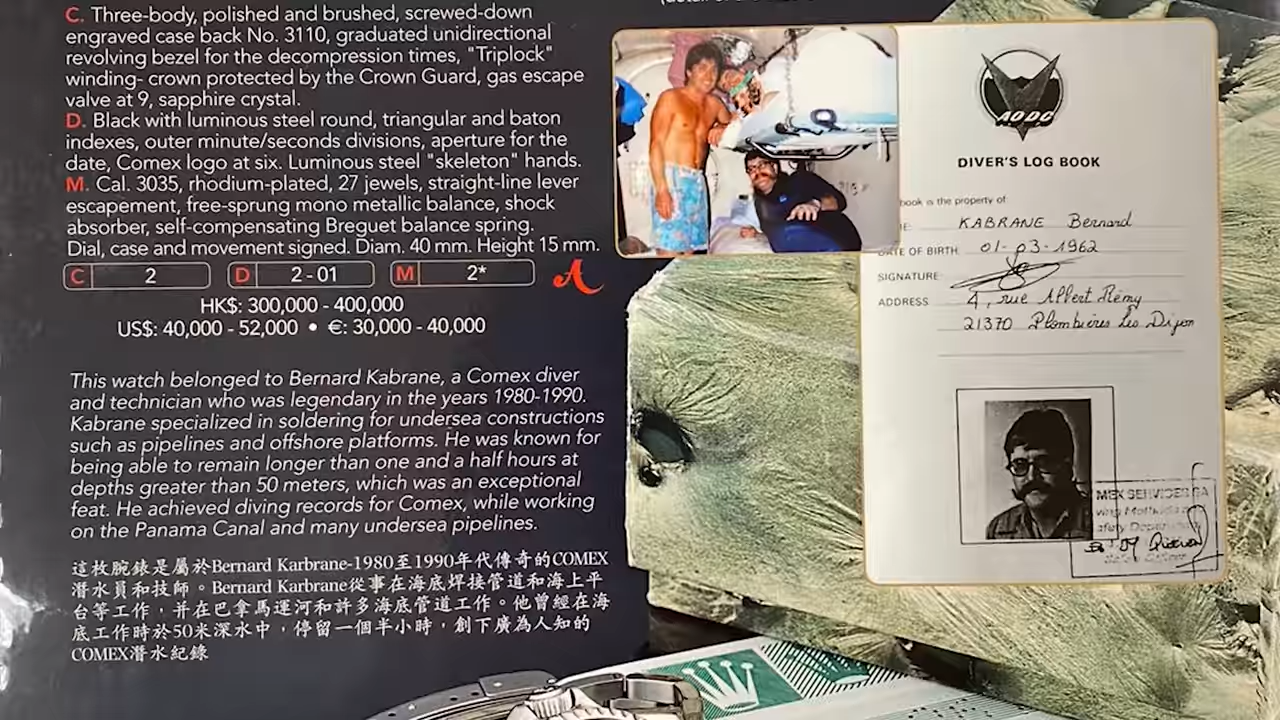 C. Three-body, polished and brushed, screwed-down
engraved case back No. 3110, graduated unidirectional
revolving bezel for the decompression times, "Triplock"
winding- crown protected by the Crown Guard, gas escape
valve at 9, sapphire crystal.
D. Black with luminous steel round, triangular and baton
indexes, outer minute/seconds divisions, aperture for the
date, Comex logo at six. Luminous steel "skeleton" hands.
M. Cal. 3035, rhodium-plated, 27 jewels, straight-line lever
escapement, free-sprung mono metallic balance, shock
absorber, self-compensating Breguet balance spring.
Dial, case and movement signed. Diam. 40 mm. Height 15 mm.
C 2 D 2 - 01 M 2* A
HK$: 300,000 - 400,000
US$: 40,000 - 52,000 • €: 30,000 - 40,000
This watch belonged to Bernard Kabrane, a Comex diver
and technician who was legendary in the years 1980-1990.
Kabrane specialized in soldering for undersea constructions
such as pipelines and offshore platforms. He was known for
being able to remain longer than one and a half hours at
depths greater than 50 meters, which was an exceptional
feat. He achieved diving records for Comex, while working
on the Panama Canal and many undersea pipelines.
這枚腕錶是屬於Bernard Karbrane-1980至1990年代傳奇的COMEX
潛水員和技師。Bernard Karbrane從事在海底焊接管道和海上平
台等工作，并在巴拿馬運河和許多海底管道工作。他曾經在海
底工作時於50米深水中，停留一個半小時，創下廣為人知的
COMEX潛水紀錄
AODC
DIVER'S LOG BOOK
book is the property of
E: KABRANE Bernard
DATE OF BIRTH 01-03-1962
SIGNATURE
ADDRESS 4, rue Albert Rémy
21370 Plombières Les Dijon
MEX SERVICES SA